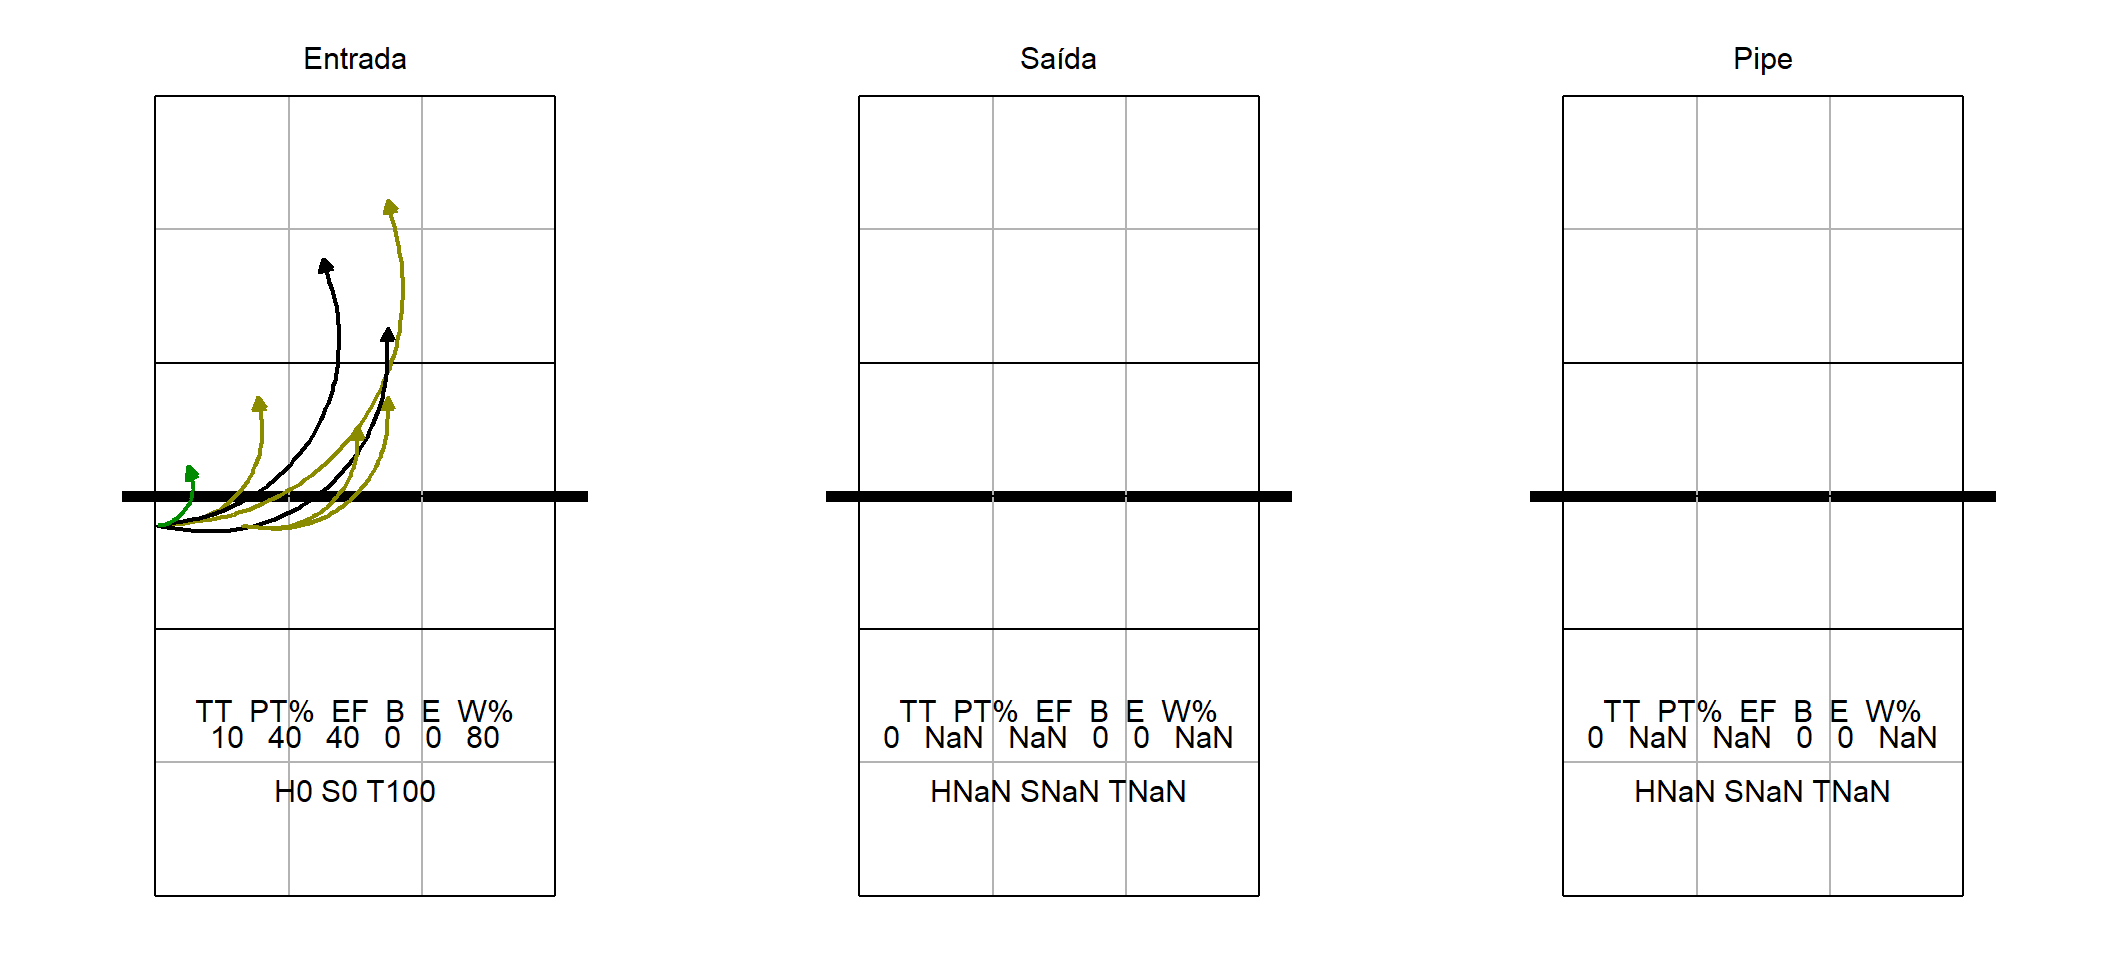 Entrada
TT PT% EF B E W%
10 40 40 0 0 80
H0 S0 T100
Saída
TT PT% EF B E W%
0 NaN NaN 0 0 NaN
HNaN SNaN TNaN
Pipe
TT PT% EF B E W%
0 NaN NaN 0 0 NaN
HNaN SNaN TNaN